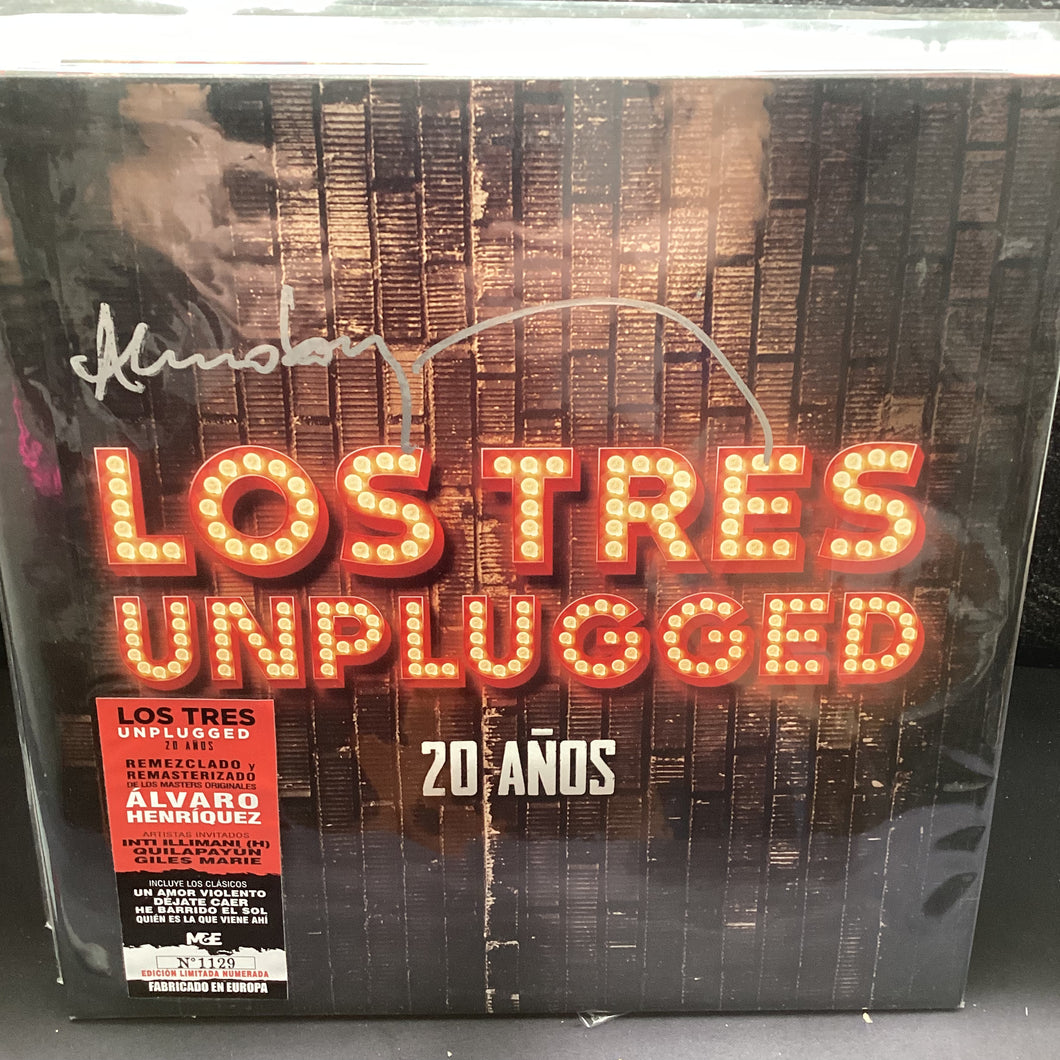 LOS TRES
UNPLUGGED
20 AÑOS
LOS TRES
UNPLUGGED
20 AÑOS
REMEZCLADO y
REMASTERIZADO
DE LOS MASTERS ORIGINALES
ÁLVARO
HENRÍQUEZ
ARTISTAS INVITADOS
INTI ILLIMANI (H)
QUILAPAYUN
GILES MARIE
INCLUYE LOS CLÁSICOS
UN AMOR VIOLENTO
DÉJATE CAER
HE BARRIDO EL SOL
QUIÉN ES LA QUE VIENE AHÍ
M&E
N°1129
EDICIÓN LIMITADA NUMERADA
FABRICADO EN EUROPA